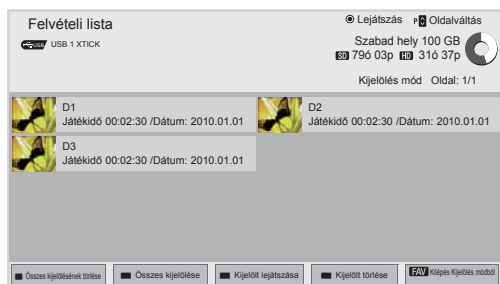 Felvételi lista
Lejátszás P Oldalváltás
USB USB 1 XTICK
Szabad hely 100 GB
SD 79ó 03p HD 31ó 37p
Kijelölés mód Oldal: 1/1
D1
Játékidő 00:02:30 /Dátum: 2010.01.01
D2
Játékidő 00:02:30 /Dátum: 2010.01.01
D3
Játékidő 00:02:30 /Dátum: 2010.01.01
Összes kijelölésének törlése
Összes kijelölése
Kijelölt lejátszása
Kijelölt törlése
FAV Kilépés Kijelölés módból